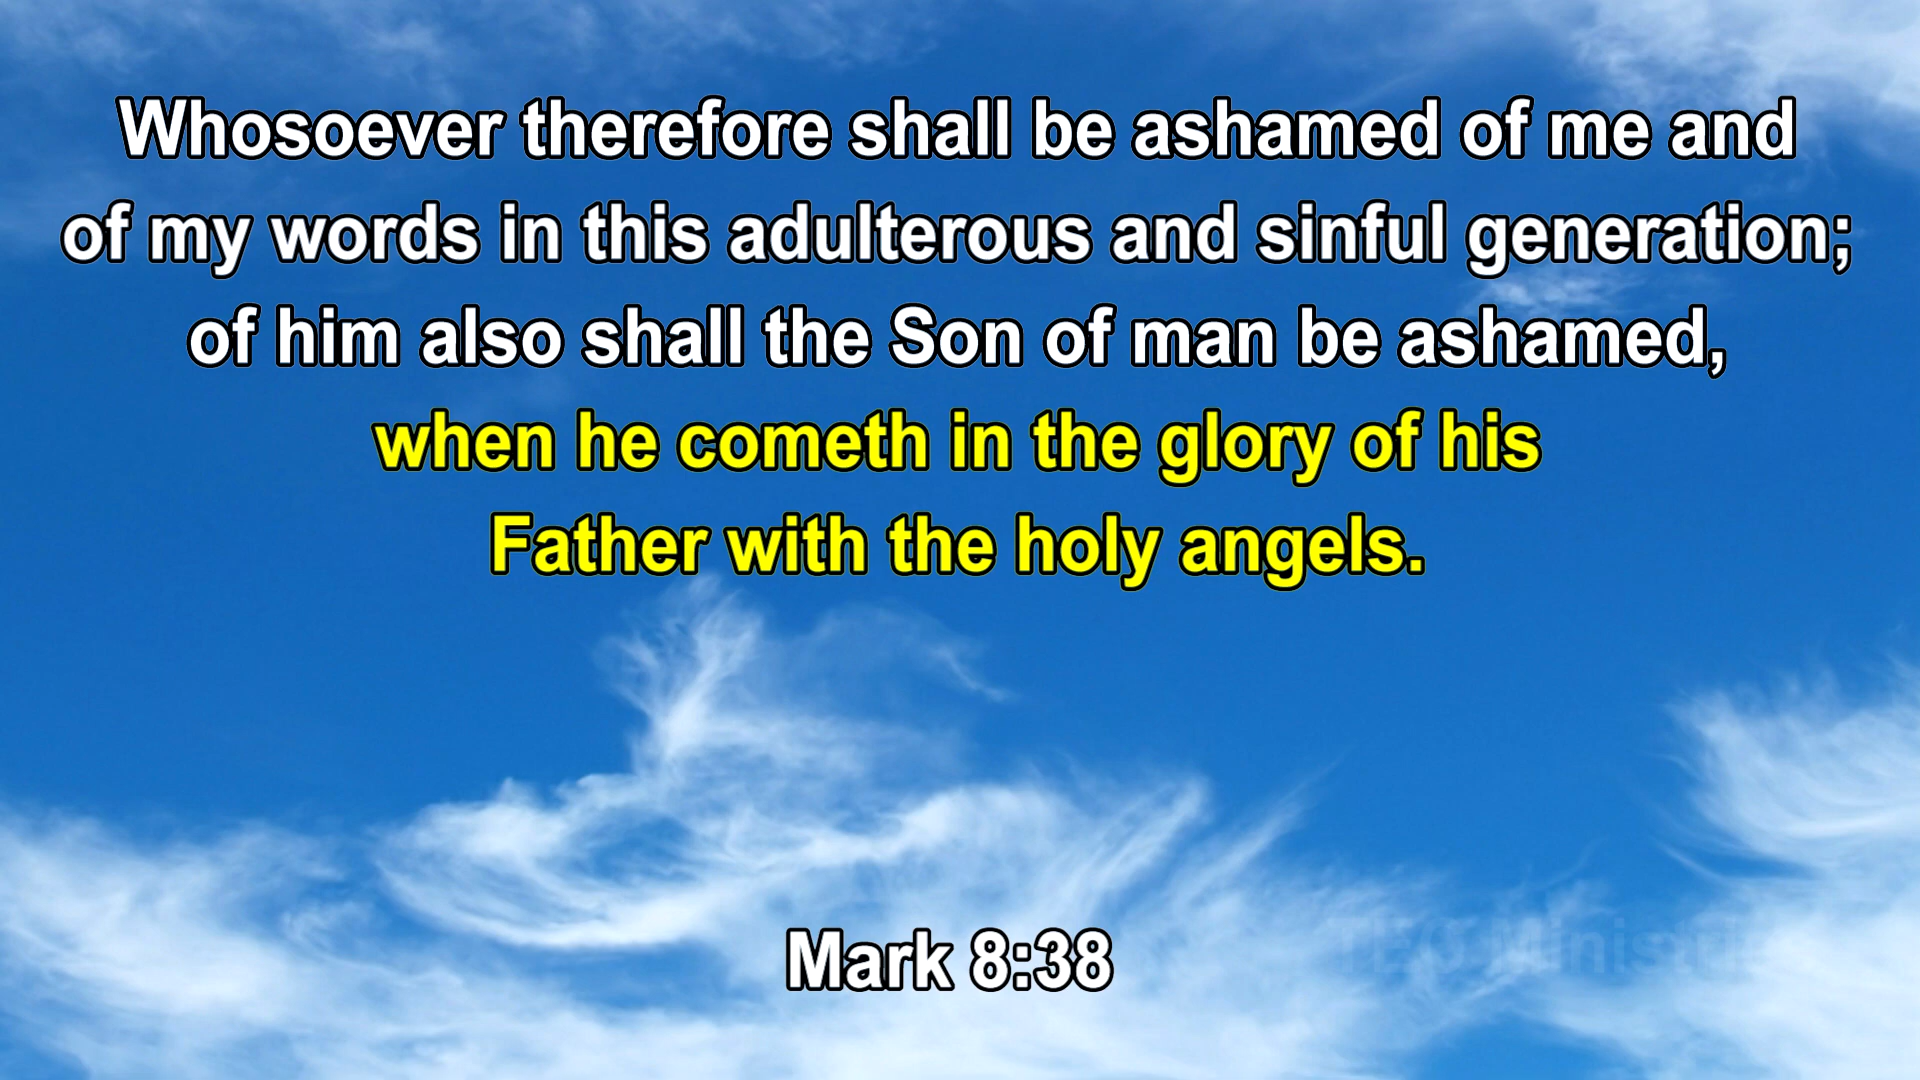 Whosoever therefore shall be ashamed of me and
of my words in this adulterous and sinful generation;
of him also shall the Son of man be ashamed,
when he cometh in the glory of his
Father with the holy angels.
Mark 8:38